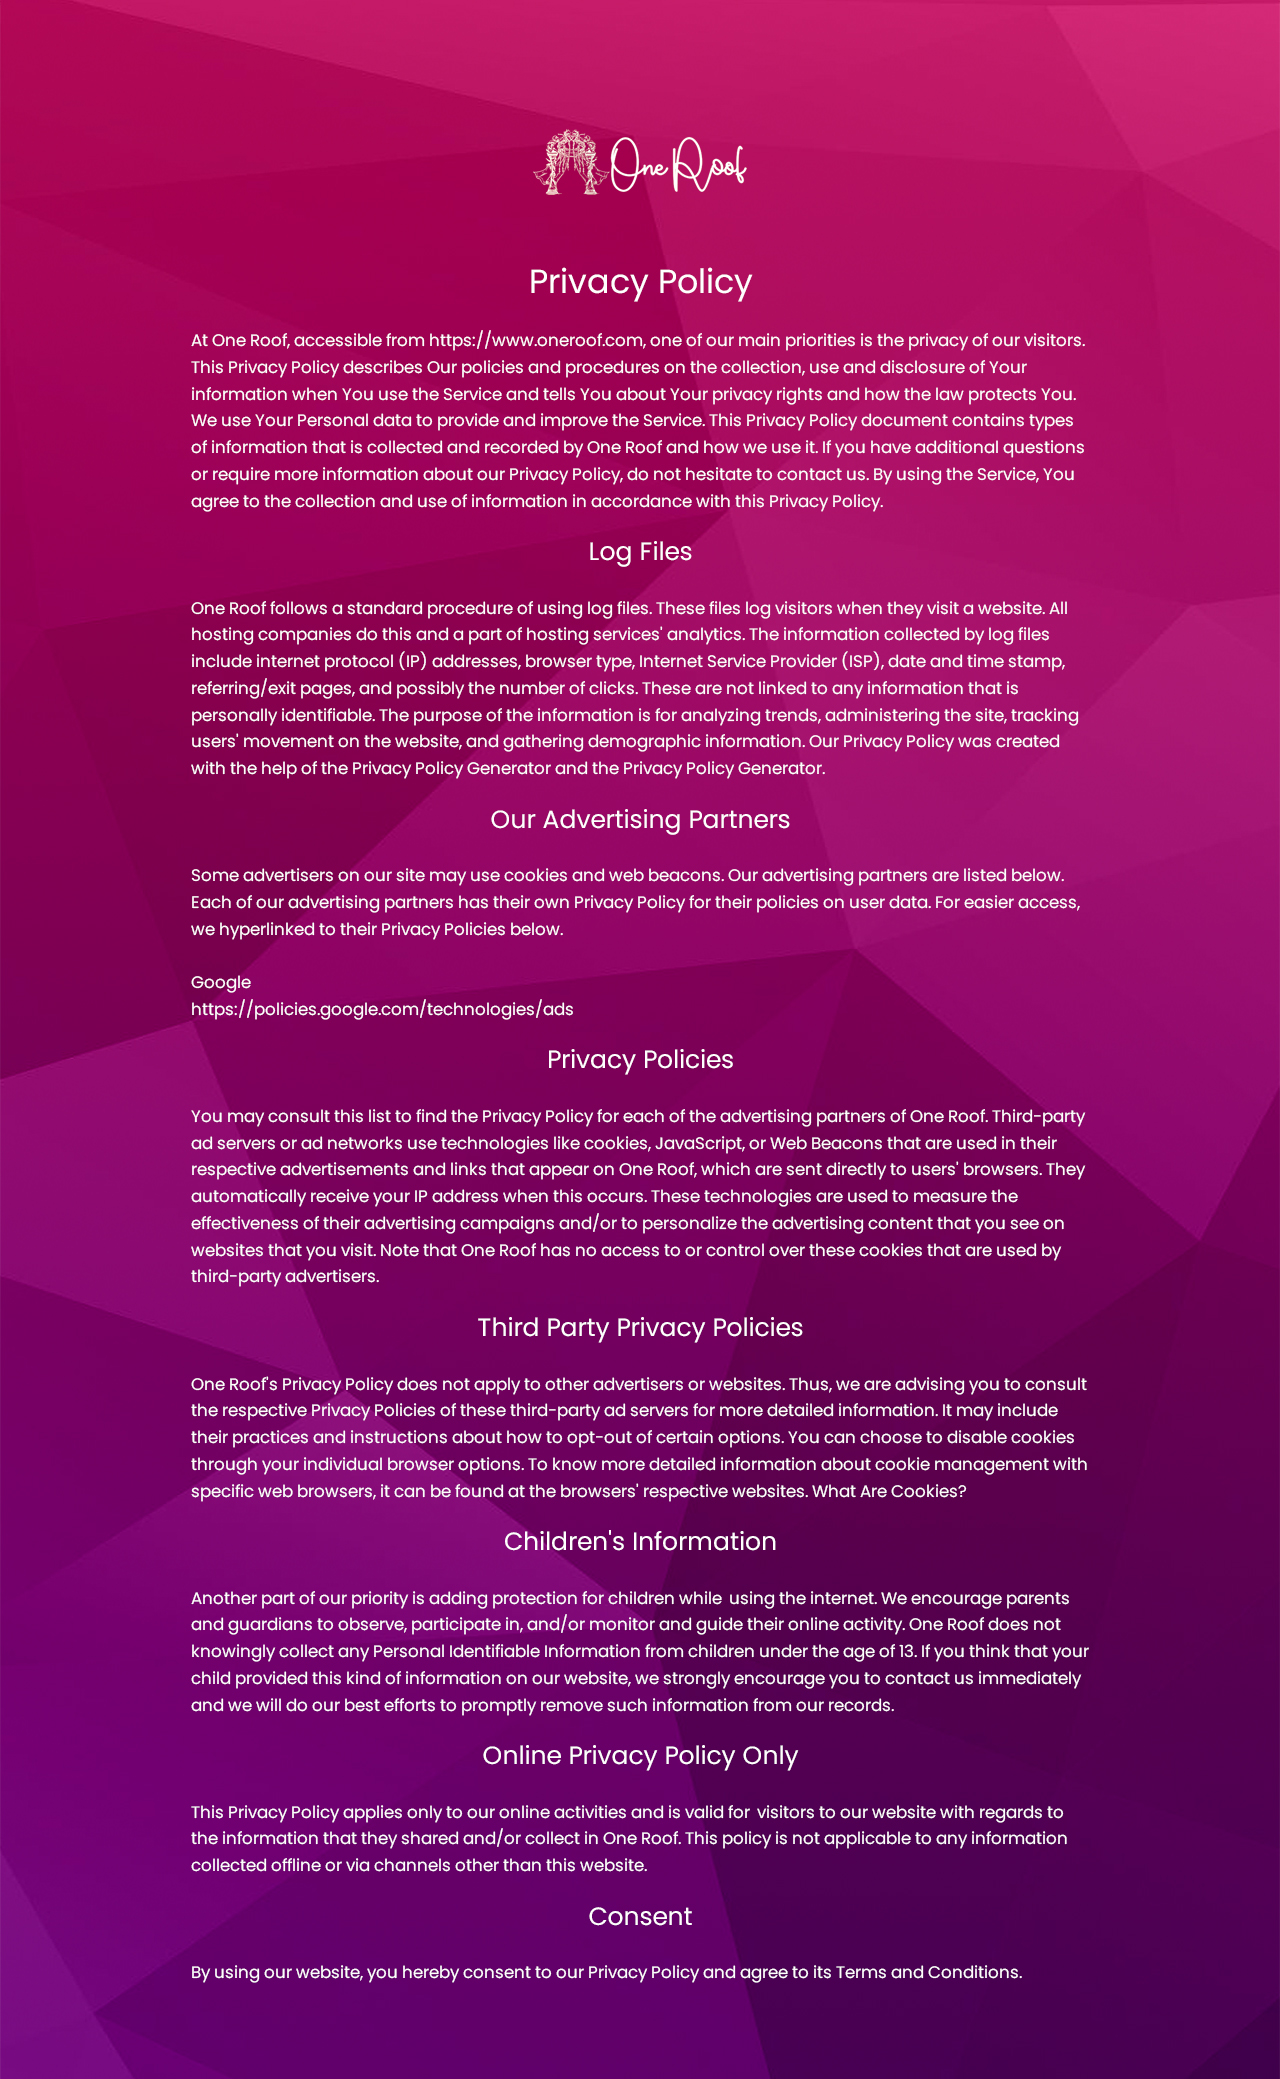 One Roof
Privacy Policy
At One Roof, accessible from https://www.oneroof.com, one of our main priorities is the privacy of our visitors.
This Privacy Policy describes Our policies and procedures on the collection, use and disclosure of Your
information when You use the Service and tells You about Your privacy rights and how the law protects You.
We use Your Personal data to provide and improve the Service. This Privacy Policy document contains types
of information that is collected and recorded by One Roof and how we use it. If you have additional questions
or require more information about our Privacy Policy, do not hesitate to contact us. By using the Service, You
agree to the collection and use of information in accordance with this Privacy Policy.
Log Files
One Roof follows a standard procedure of using log files. These files log visitors when they visit a website. All
hosting companies do this and a part of hosting services' analytics. The information collected by log files
include internet protocol (IP) addresses, browser type, Internet Service Provider (ISP), date and time stamp,
referring/exit pages, and possibly the number of clicks. These are not linked to any information that is
personally identifiable. The purpose of the information is for analyzing trends, administering the site, tracking
users' movement on the website, and gathering demographic information. Our Privacy Policy was created
with the help of the Privacy Policy Generator and the Privacy Policy Generator.
Our Advertising Partners
Some advertisers on our site may use cookies and web beacons. Our advertising partners are listed below.
Each of our advertising partners has their own Privacy Policy for their policies on user data. For easier access,
we hyperlinked to their Privacy Policies below.
Google
https://policies.google.com/technologies/ads
Privacy Policies
You may consult this list to find the Privacy Policy for each of the advertising partners of One Roof. Third-party
ad servers or ad networks use technologies like cookies, JavaScript, or Web Beacons that are used in their
respective advertisements and links that appear on One Roof, which are sent directly to users' browsers. They
automatically receive your IP address when this occurs. These technologies are used to measure the
effectiveness of their advertising campaigns and/or to personalize the advertising content that you see on
websites that you visit. Note that One Roof has no access to or control over these cookies that are used by
third-party advertisers.
Third Party Privacy Policies
One Roof's Privacy Policy does not apply to other advertisers or websites. Thus, we are advising you to consult
the respective Privacy Policies of these third-party ad servers for more detailed information. It may include
their practices and instructions about how to opt-out of certain options. You can choose to disable cookies
through your individual browser options. To know more detailed information about cookie management with
specific web browsers, it can be found at the browsers' respective websites. What Are Cookies?
Children's Information
Another part of our priority is adding protection for children while using the internet. We encourage parents
and guardians to observe, participate in, and/or monitor and guide their online activity. One Roof does not
knowingly collect any Personal Identifiable Information from children under the age of 13. If you think that your
child provided this kind of information on our website, we strongly encourage you to contact us immediately
and we will do our best efforts to promptly remove such information from our records.
Online Privacy Policy Only
This Privacy Policy applies only to our online activities and is valid for visitors to our website with regards to
the information that they shared and/or collect in One Roof. This policy is not applicable to any information
collected offline or via channels other than this website.
Consent
By using our website, you hereby consent to our Privacy Policy and agree to its Terms and Conditions.